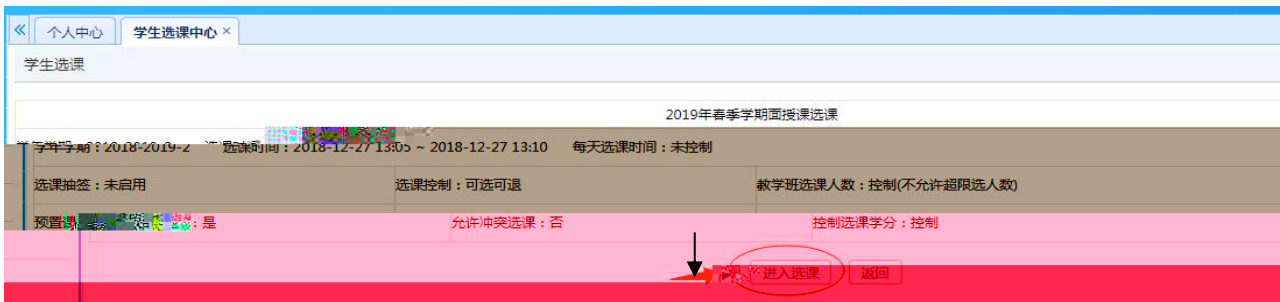 个人中心 学生选课中心 ×
学生选课
2019年春季学期面授课选课
学年学期：2018-2019-2 选课时间：2018-12-27 13:05 ~ 2018-12-27 13:10 每天选课时间：未控制
选课抽签：未启用 选课控制：可选可退 教学班选课人数：控制(不允许超限选人数)
预置课 ：是 允许冲突选课：否 控制选课学分：控制
进入选课 返回